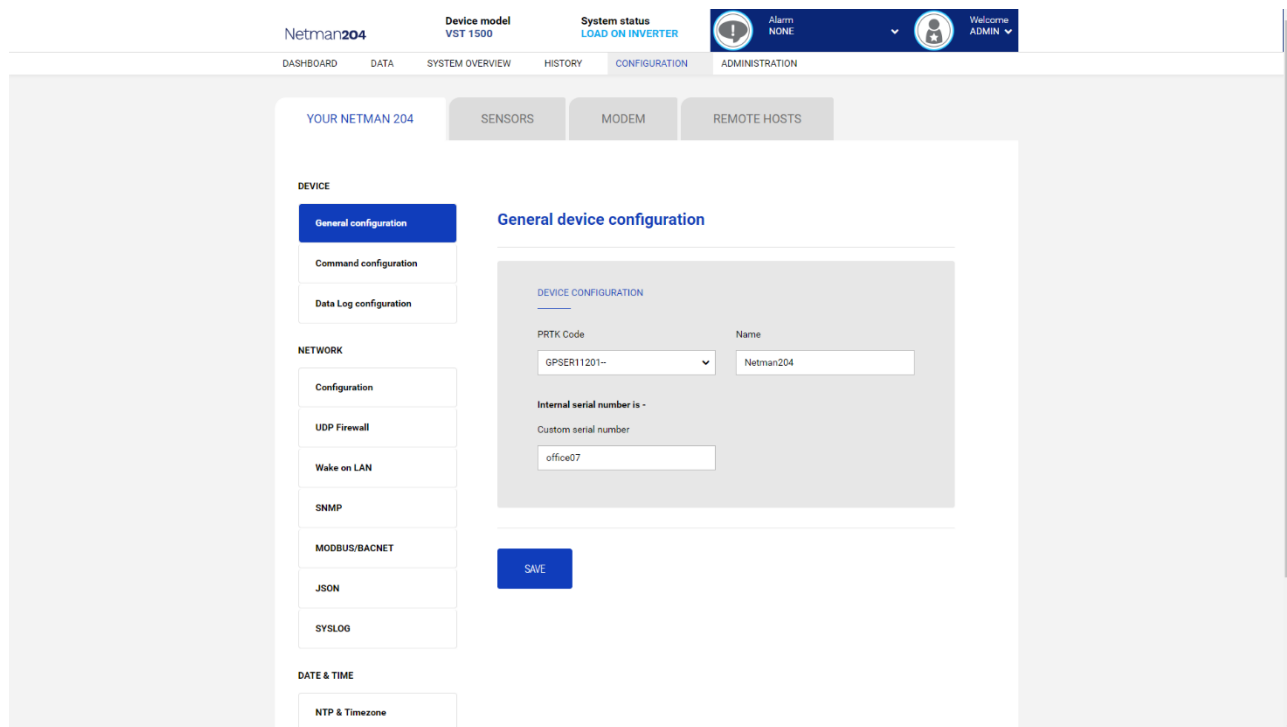 Netman204
Device model
VST 1500
System status
LOAD ON INVERTER
Alarm
NONE
Welcome
ADMIN
DASHBOARD DATA SYSTEM OVERVIEW HISTORY CONFIGURATION ADMINISTRATION
YOUR NETMAN 204 SENSORS MODEM REMOTE HOSTS
DEVICE
General configuration
Command configuration
Data Log configuration
NETWORK
Configuration
UDP Firewall
Wake on LAN
SNMP
MODBUS/BACNET
JSON
SYSLOG
DATE & TIME
NTP & Timezone
General device configuration
DEVICE CONFIGURATION
PRTK Code Name
GPSER11201-- Netman204
Internal serial number is -
Custom serial number
office07
SAVE